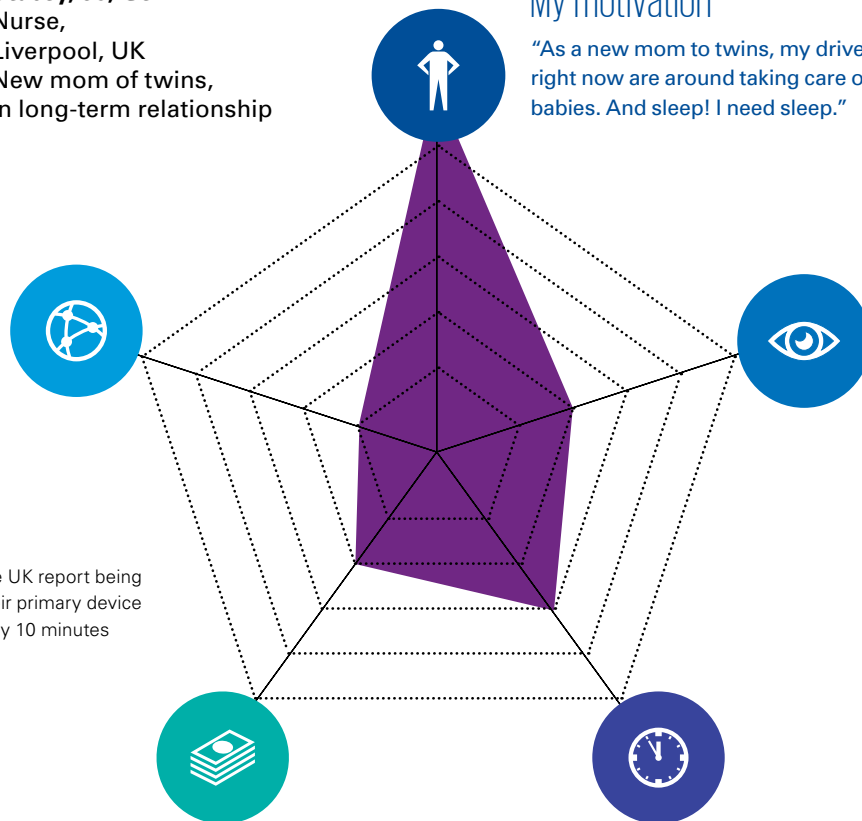 Nurse,
Liverpool, UK
New mom of twins,
in long-term relationship
My motivation
“As a new mom to twins, my drive
right now are around taking care o
babies. And sleep! I need sleep.”
UK report being
primary device
10 minutes